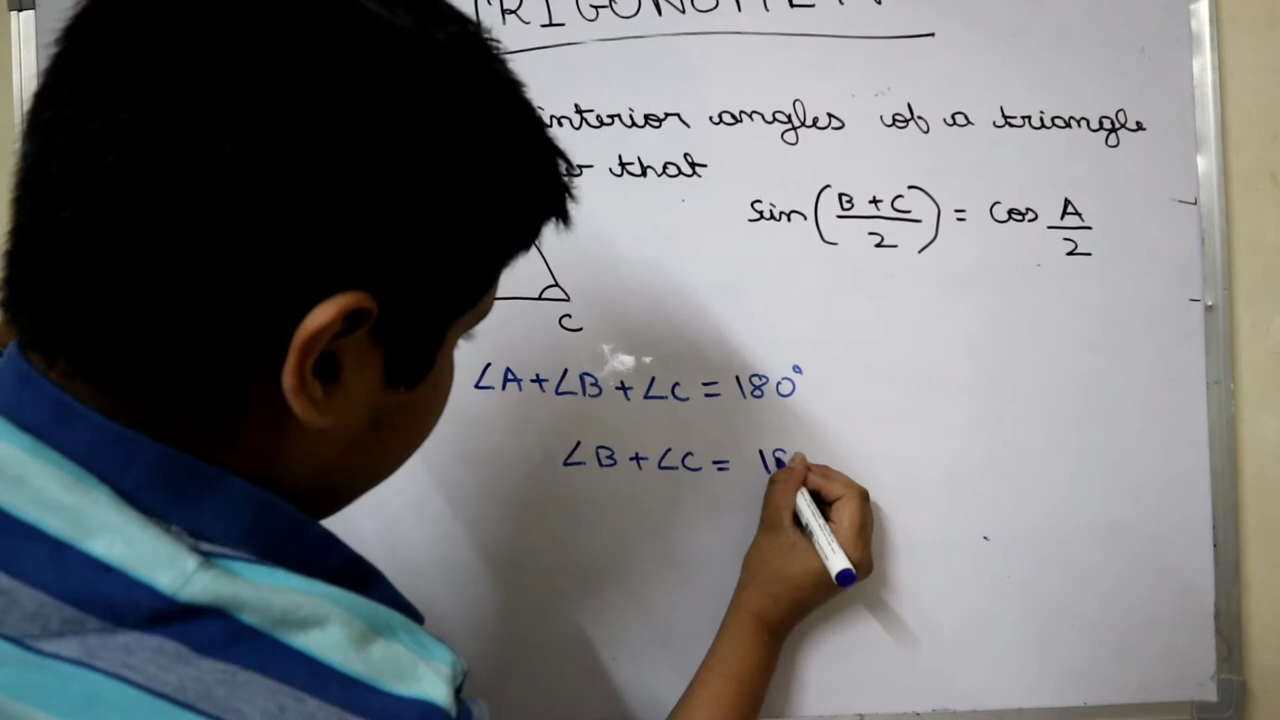 TRIGONOMETRY
interior angles of a triangle
that
sin(B+C/2) = cos A/2
C
∠A+∠B+∠C=180°
∠B+∠C= 18